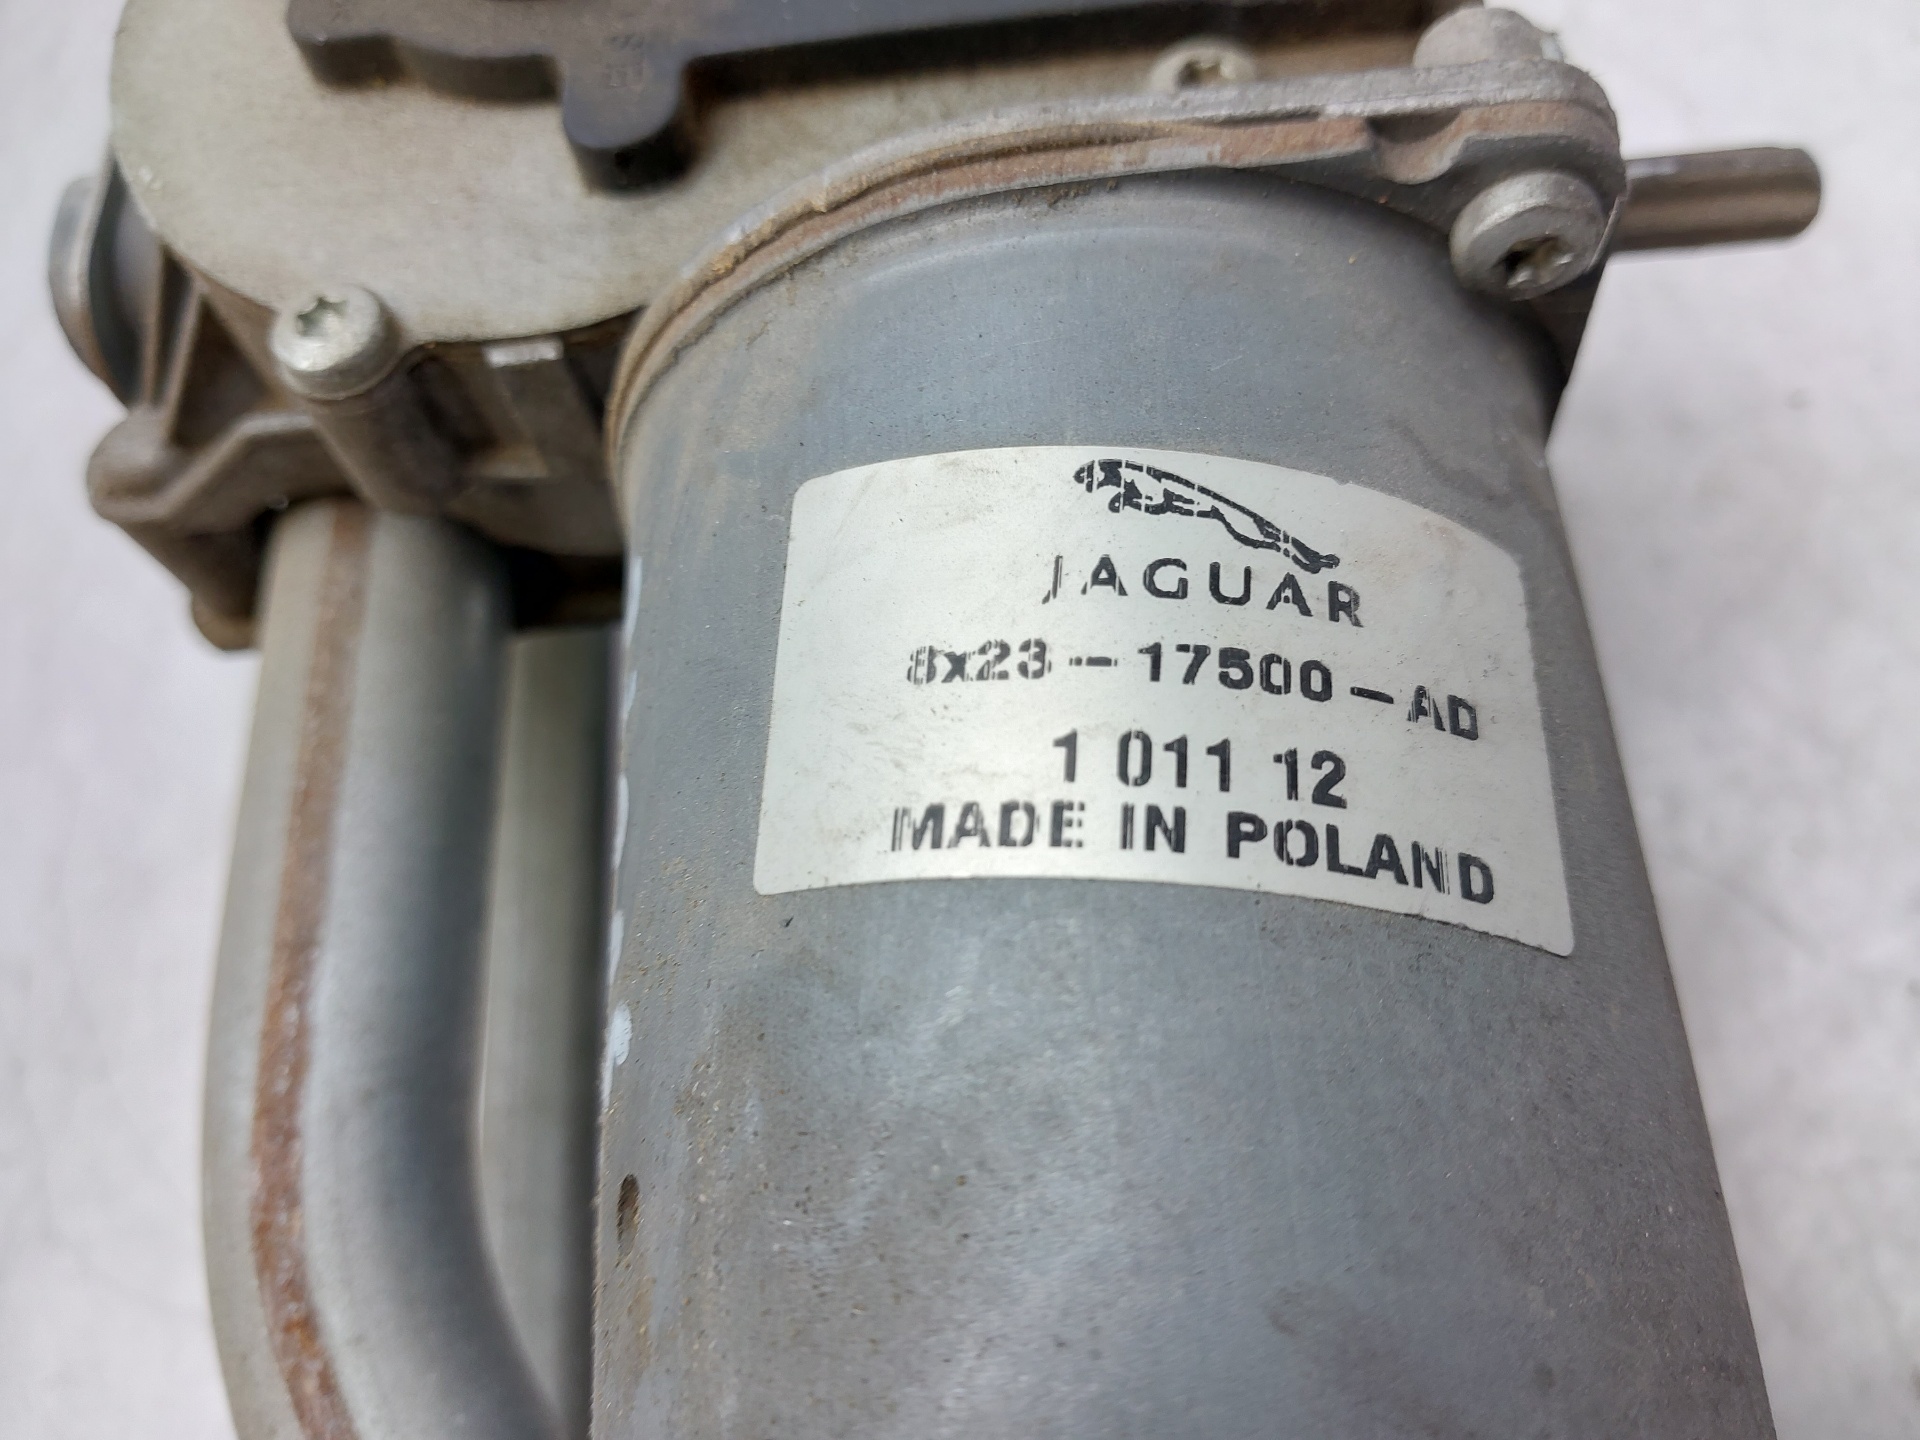 JAGUAR
8x23-17500-AD
1 011 12
MADE IN POLAND